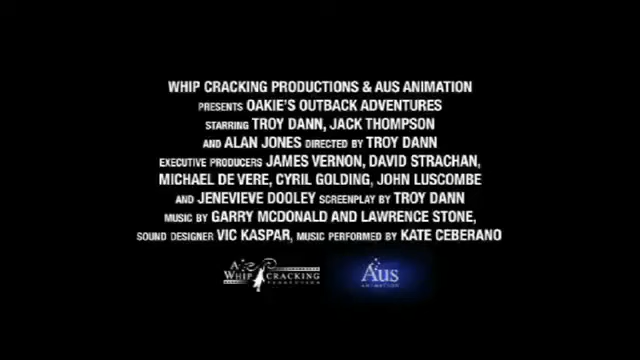 WHIP CRACKING PRODUCTIONS & AUS ANIMATION
PRESENTS OAKIE'S OUTBACK ADVENTURES
STARRING TROY DANN, JACK THOMPSON
AND ALAN JONES DIRECTED BY TROY DANN
EXECUTIVE PRODUCERS JAMES VERNON, DAVID STRACHAN,
MICHAEL DE VERE, CYRIL GOLDING, JOHN LUSCOMBE
AND JENEVIEVE DOOLEY SCREENPLAY BY TROY DANN
MUSIC BY GARRY MCDONALD AND LAWRENCE STONE,
SOUND DESIGNER VIC KASPAR, MUSIC PERFORMED BY KATE CEBERANO
A
WHIP CRACKING
PRODUCTION
Aus
ANIMATION